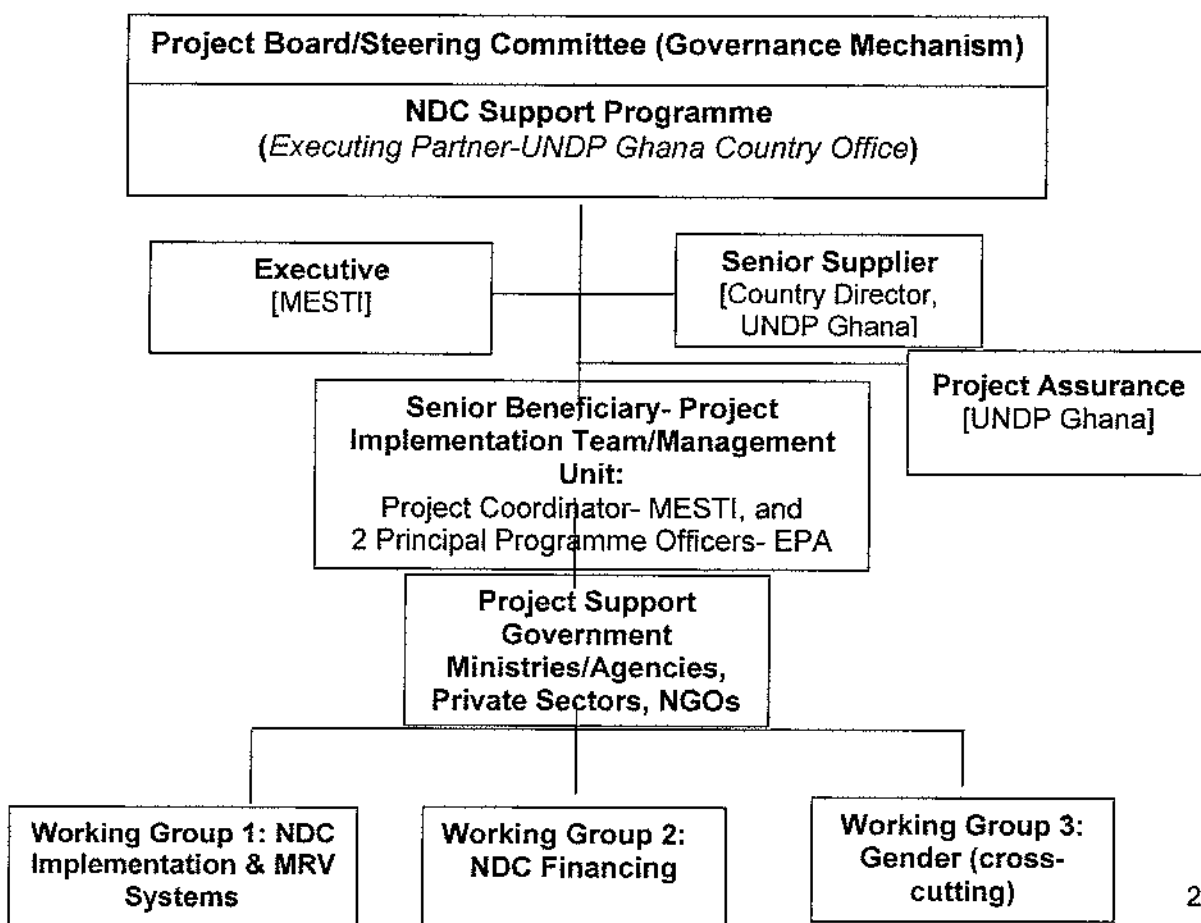 Project Board/Steering Committee (Governance Mechanism)
NDC Support Programme
(Executing Partner-UNDP Ghana Country Office)
Executive
[MESTI]
Senior Supplier
[Country Director,
UNDP Ghana]
Project Assurance
[UNDP Ghana]
Senior Beneficiary- Project
Implementation Team/Management
Unit:
Project Coordinator- MESTI, and
2 Principal Programme Officers- EPA
Project Support
Government
Ministries/Agencies,
Private Sectors, NGOs
Working Group 1: NDC
Implementation & MRV
Systems
Working Group 2:
NDC Financing
Working Group 3:
Gender (cross-
cutting)
2